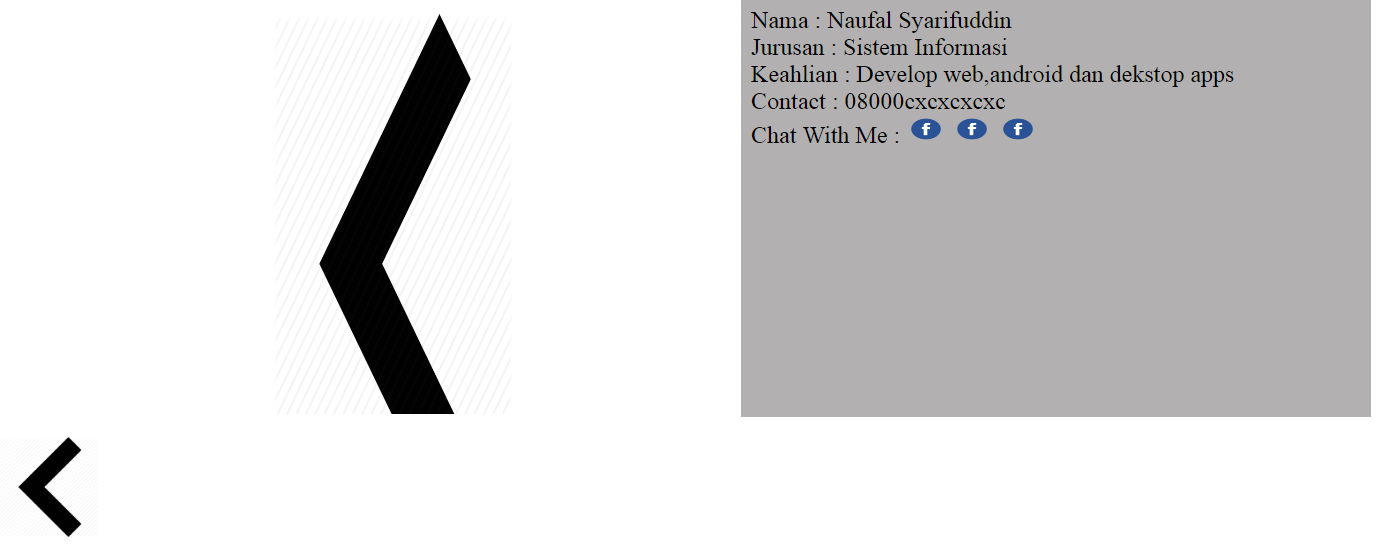 Nama : Naufal Syarifuddin
Jurusan : Sistem Informasi
Keahlian : Develop web,android dan dekstop apps
Contact : 08000cxcxcxcxc
Chat With Me : f f f